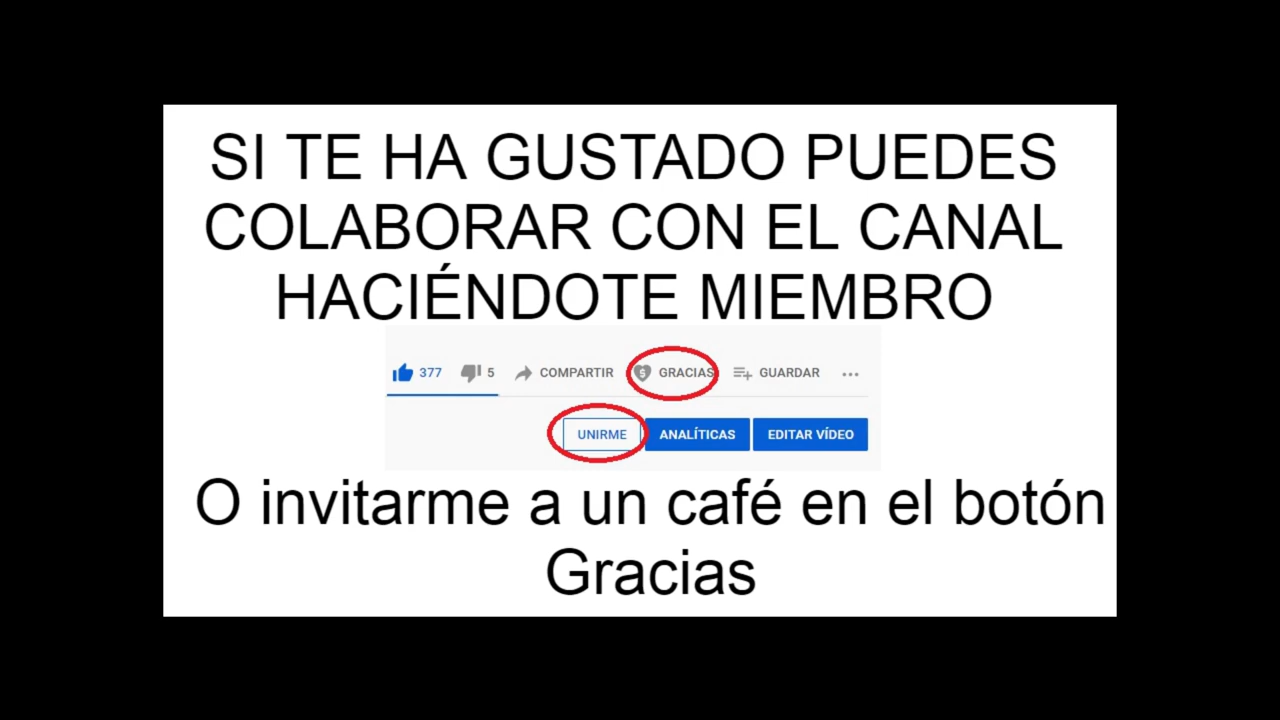 SI TE HA GUSTADO PUEDES
COLABORAR CON EL CANAL
HACIÉNDOTE MIEMBRO
377 5 COMPARTIR GRACIAS GUARDAR ...
UNIRME ANALÍTICAS EDITAR VÍDEO
O invitarme a un café en el botón
Gracias